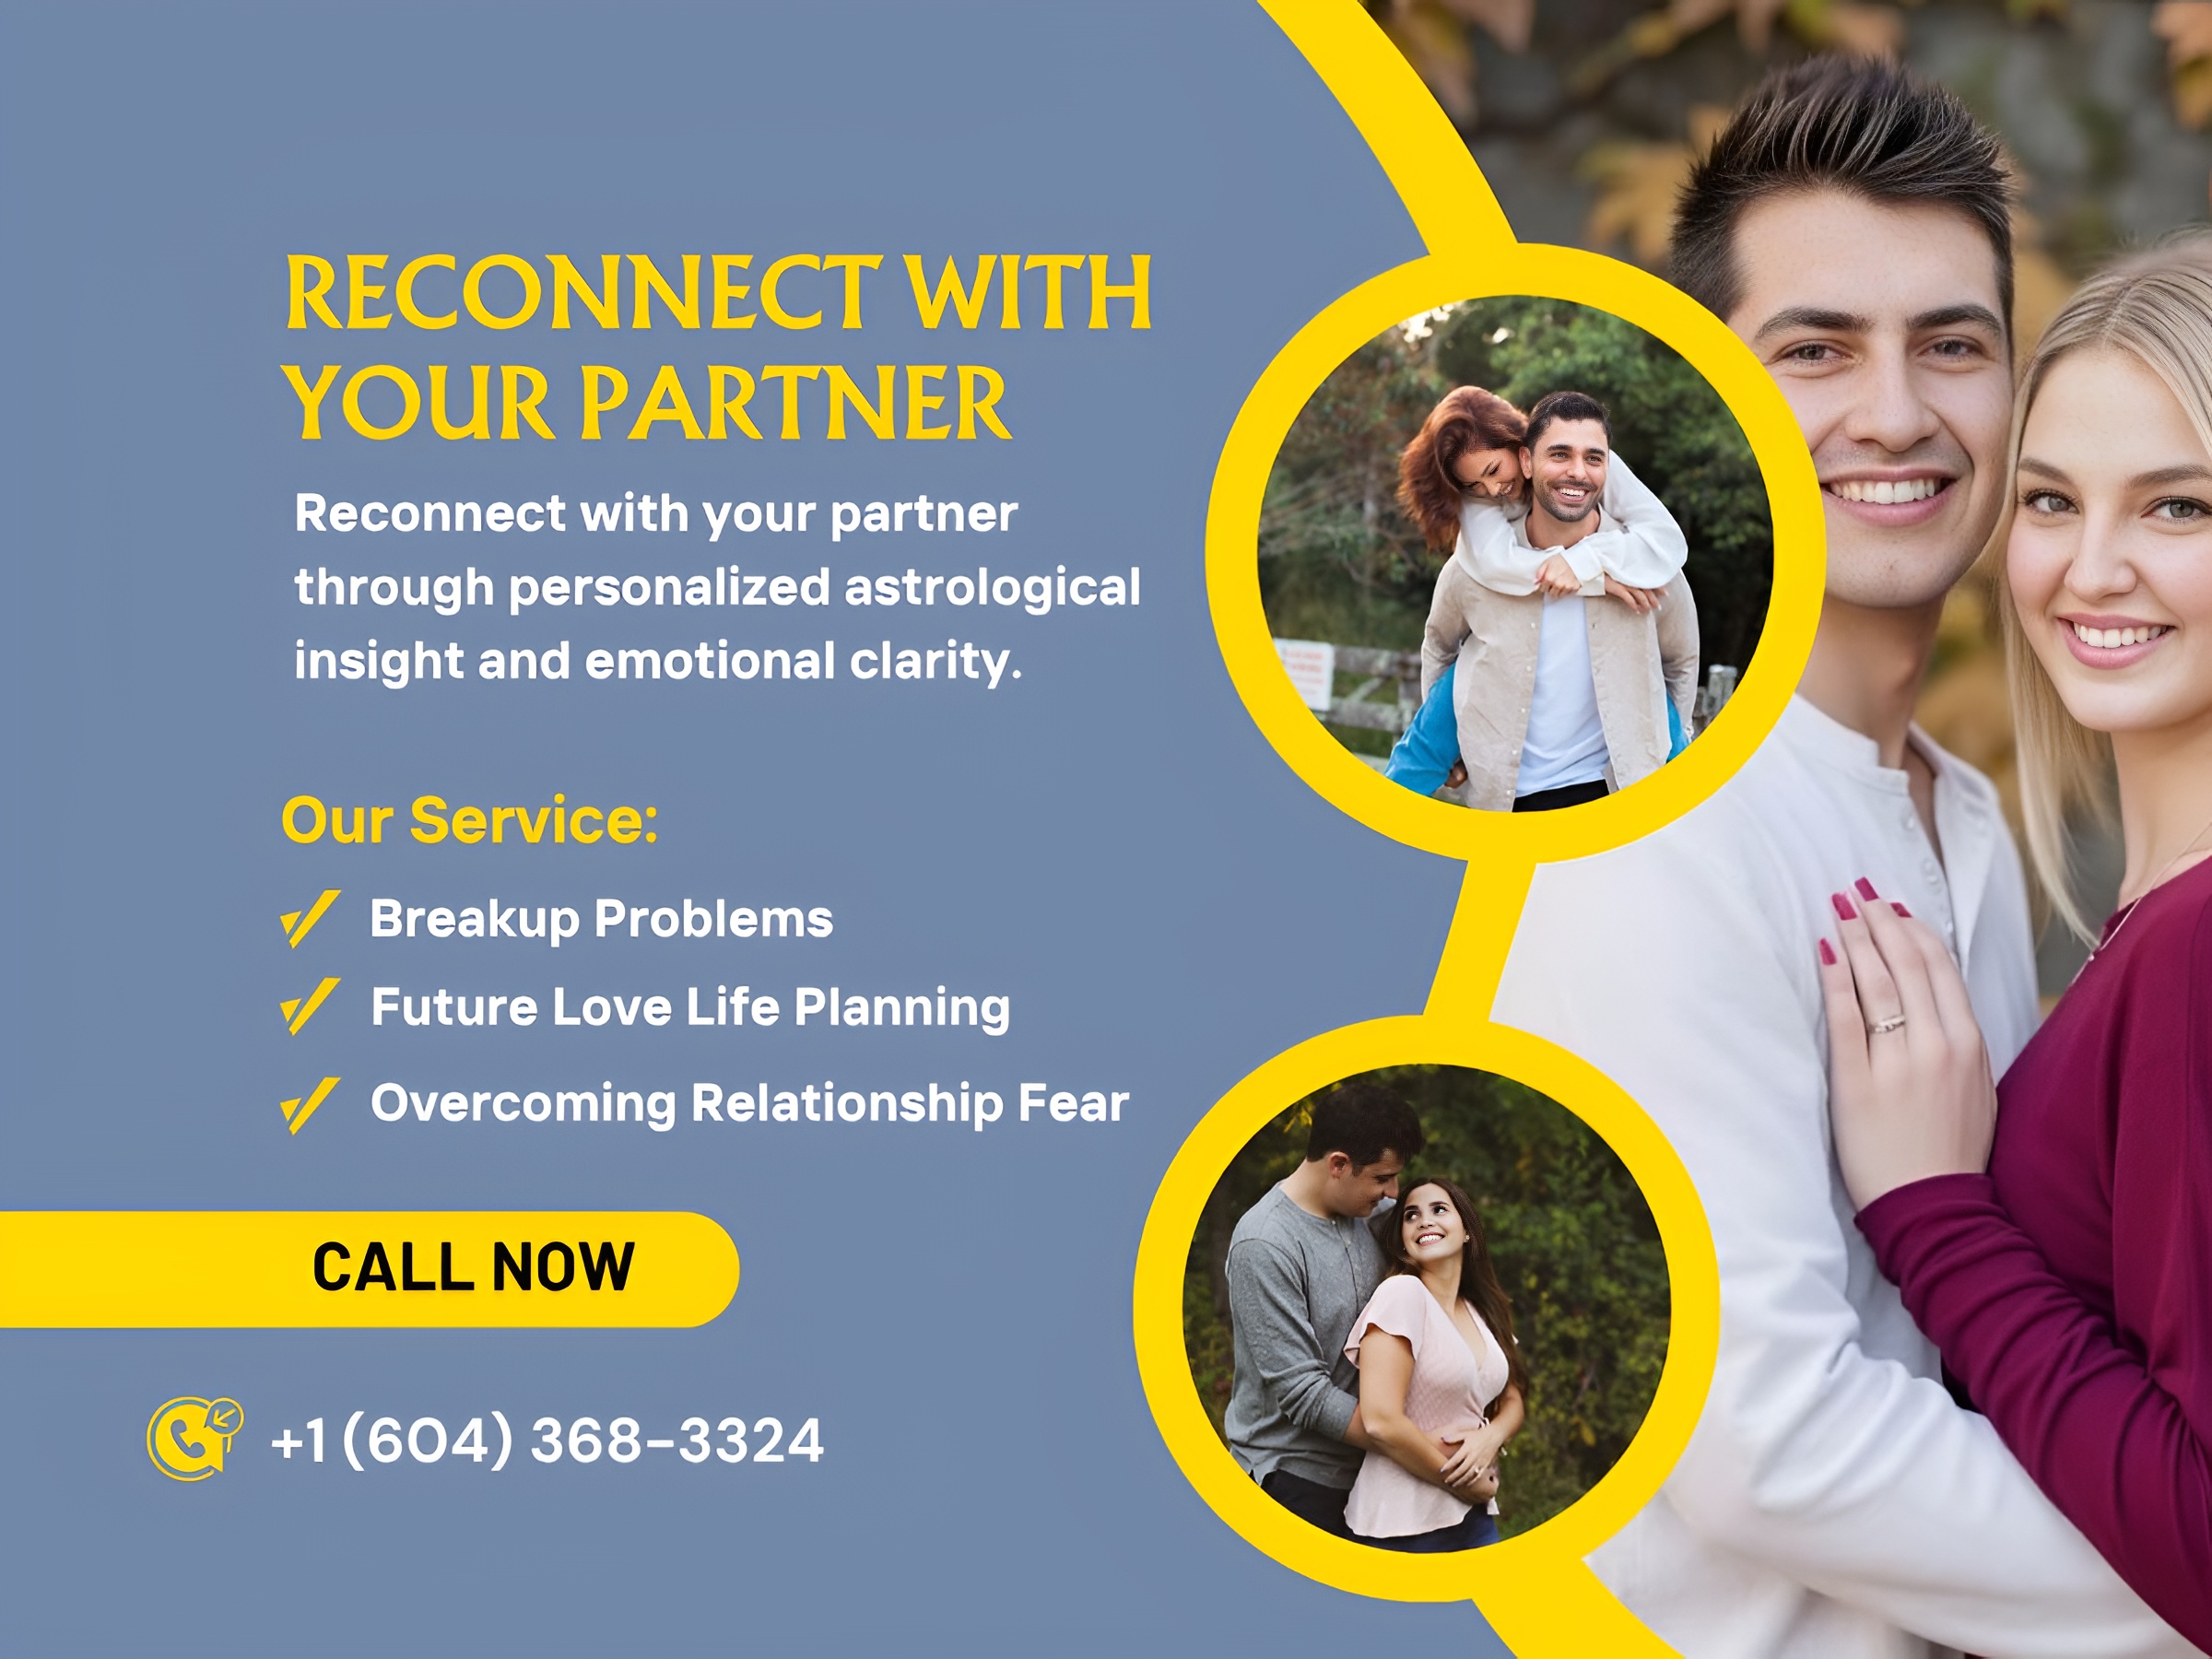 RECONNECT WITH
YOUR PARTNER
Reconnect with your partner
through personalized astrological
insight and emotional clarity.
Our Service:
Breakup Problems
Future Love Life Planning
Overcoming Relationship Fear
CALL NOW
+1 (604) 368-3324